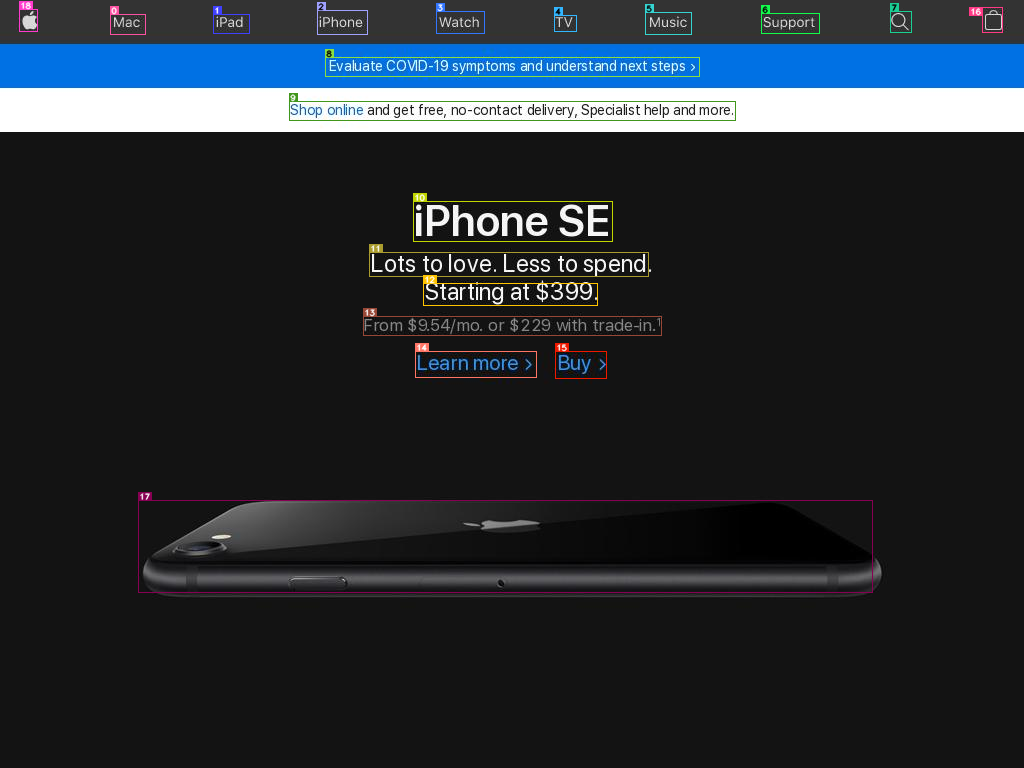 Mac
iPad
iPhone
Watch
TV
Music
Support
Evaluate COVID-19 symptoms and understand next steps ›
Shop online and get free, no-contact delivery, Specialist help and more.
iPhone SE
Lots to love. Less to spend.
Starting at $399.
From $9.54/mo. or $229 with trade-in.¹
Learn more ›
Buy ›
18
0
1
2
3
4
5
6
7
16
8
9
10
11
12
13
14
15
17